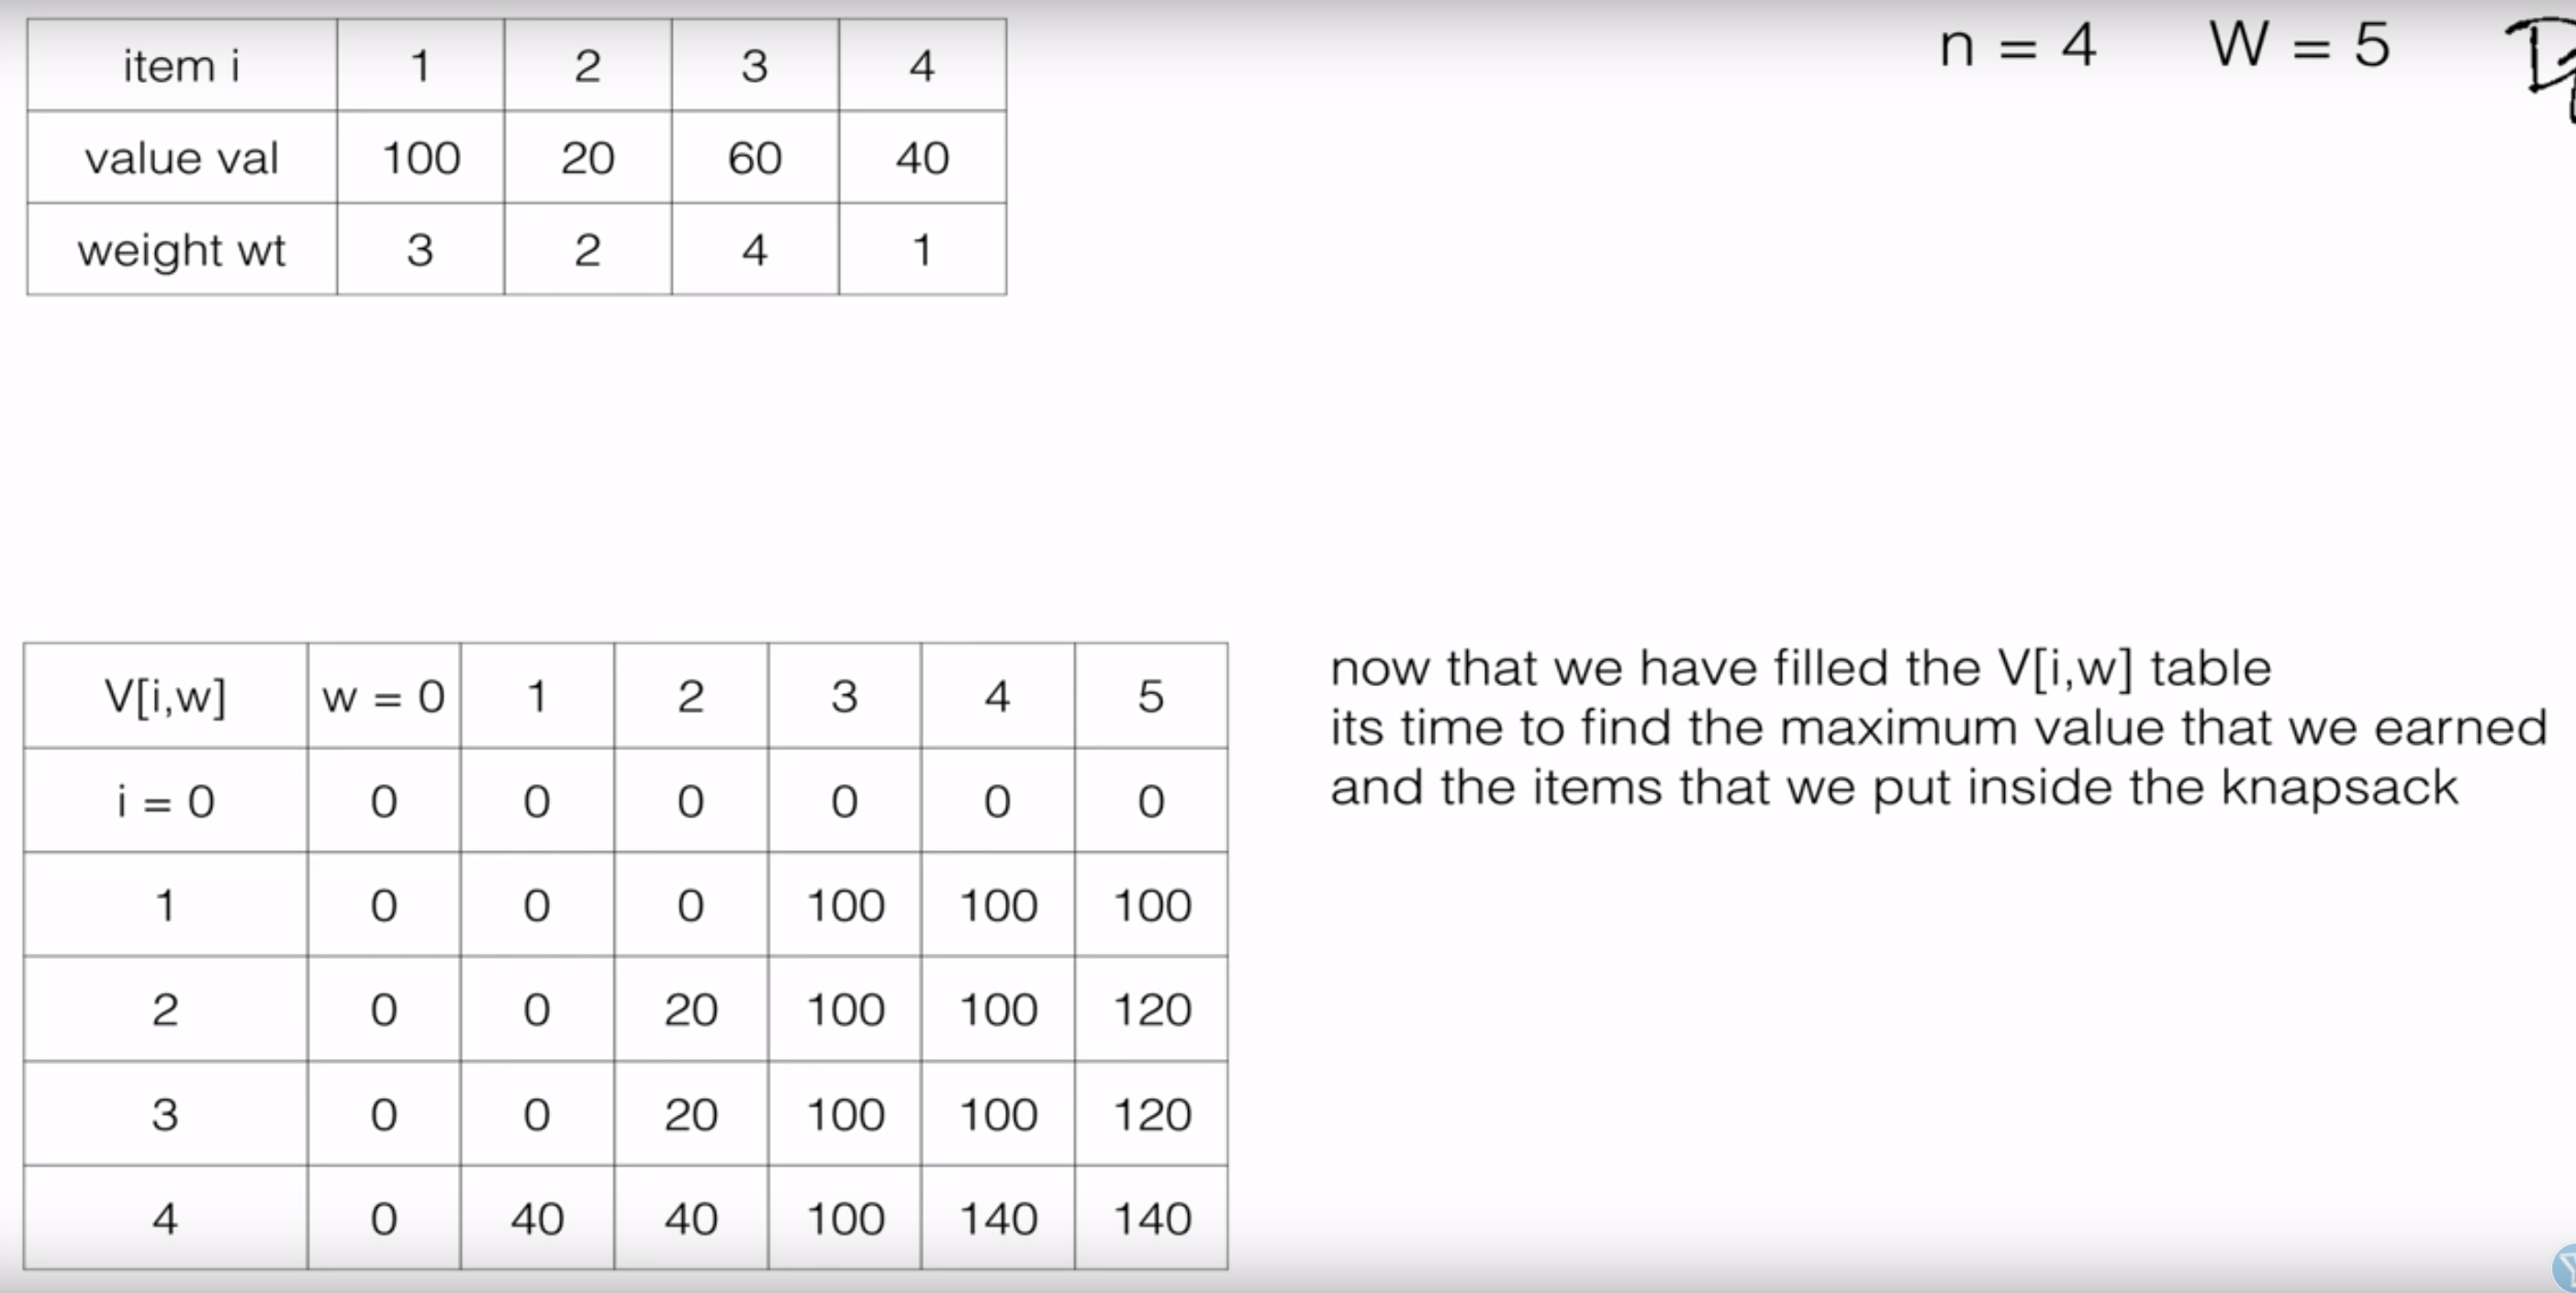 item i 1 2 3 4
value val 100 20 60 40
weight wt 3 2 4 1
n = 4 W = 5
V[i,w] w = 0 1 2 3 4 5
i = 0 0 0 0 0 0 0
1 0 0 0 100 100 100
2 0 0 20 100 100 120
3 0 0 20 100 100 120
4 0 40 40 100 140 140
now that we have filled the V[i,w] table
its time to find the maximum value that we earned
and the items that we put inside the knapsack